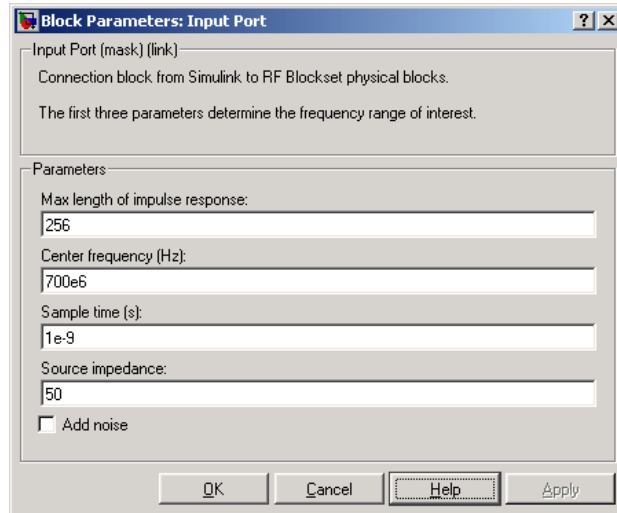 Block Parameters: Input Port
Input Port (mask) (link)
Connection block from Simulink to RF Blockset physical blocks.
The first three parameters determine the frequency range of interest.
Parameters
Max length of impulse response:
256
Center frequency (Hz):
700e6
Sample time (s):
1e-9
Source impedance:
50
Add noise
OK Cancel Help Apply